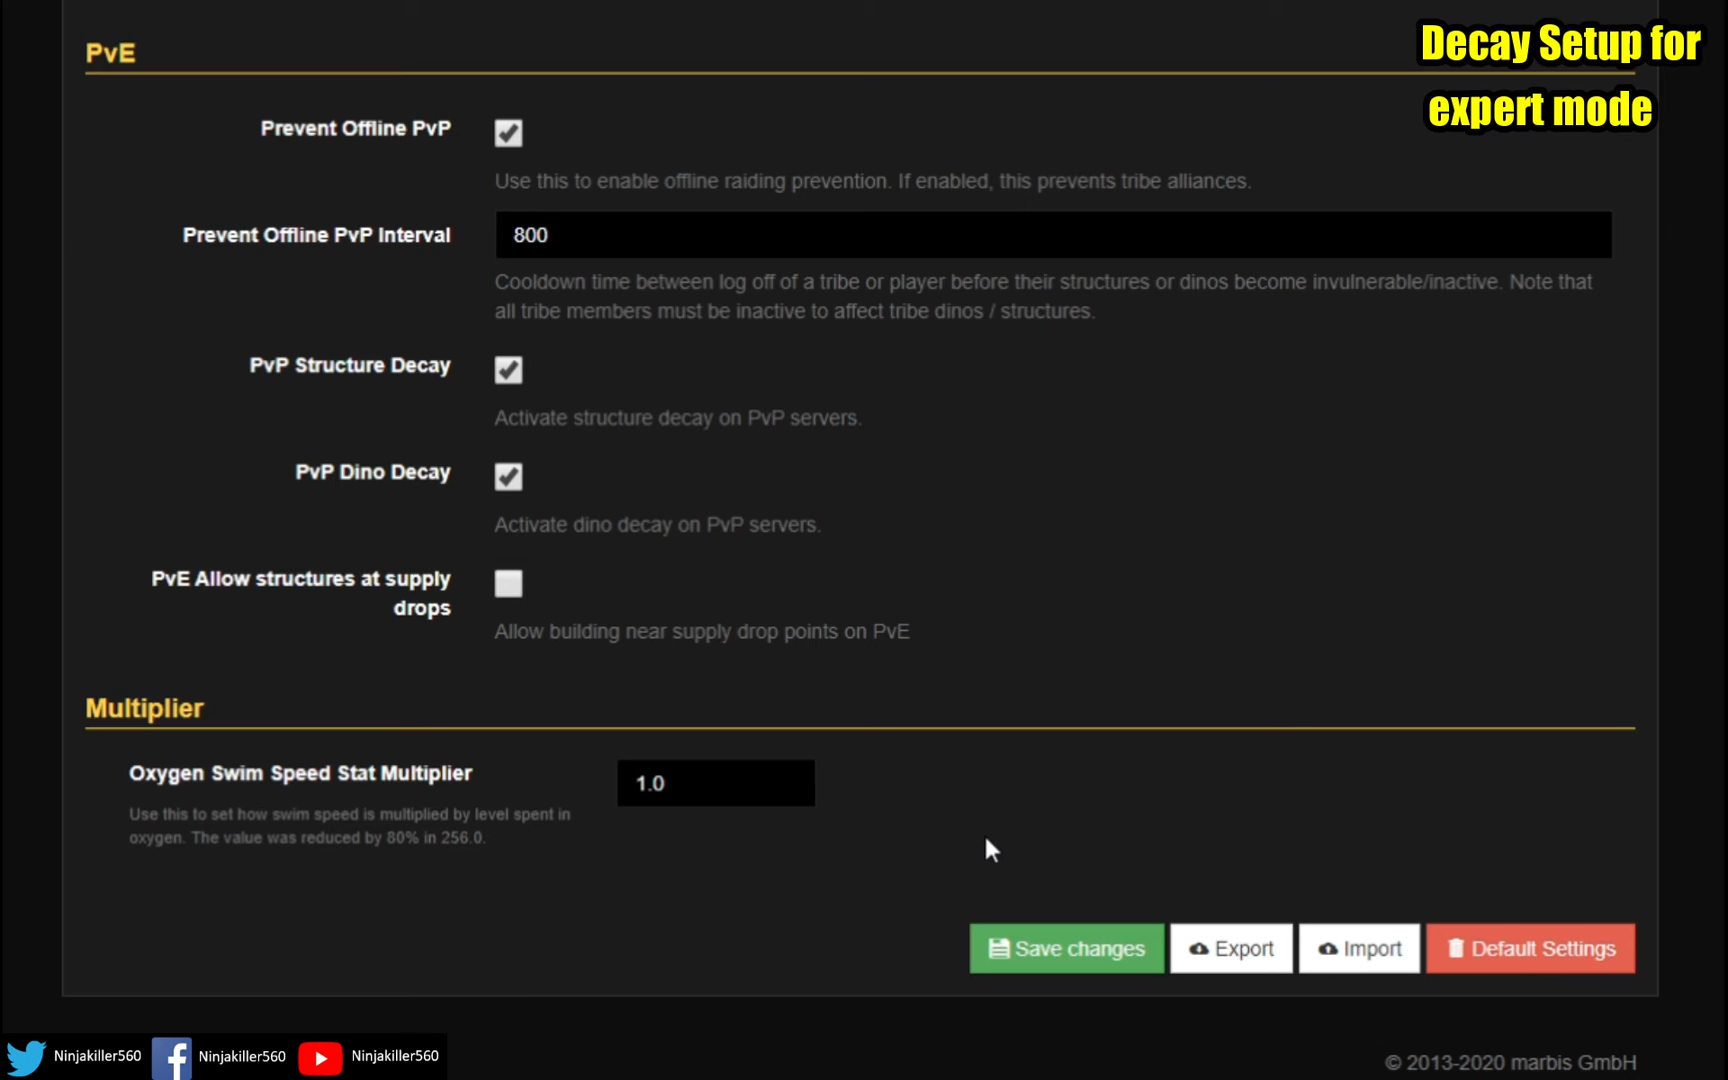 Decay Setup for
expert mode
PvE
Prevent Offline PvP
Use this to enable offline raiding prevention. If enabled, this prevents tribe alliances.
Prevent Offline PvP Interval
800
Cooldown time between log off of a tribe or player before their structures or dinos become invulnerable/inactive. Note that
all tribe members must be inactive to affect tribe dinos / structures.
PvP Structure Decay
Activate structure decay on PvP servers.
PvP Dino Decay
Activate dino decay on PvP servers.
PvE Allow structures at supply
drops
Allow building near supply drop points on PvE
Multiplier
Oxygen Swim Speed Stat Multiplier
1.0
Use this to set how swim speed is multiplied by level spent in
oxygen. The value was reduced by 80% in 256.0.
Save changes
Export
Import
Default Settings
Ninjakiller560
Ninjakiller560
Ninjakiller560
© 2013-2020 marbis GmbH